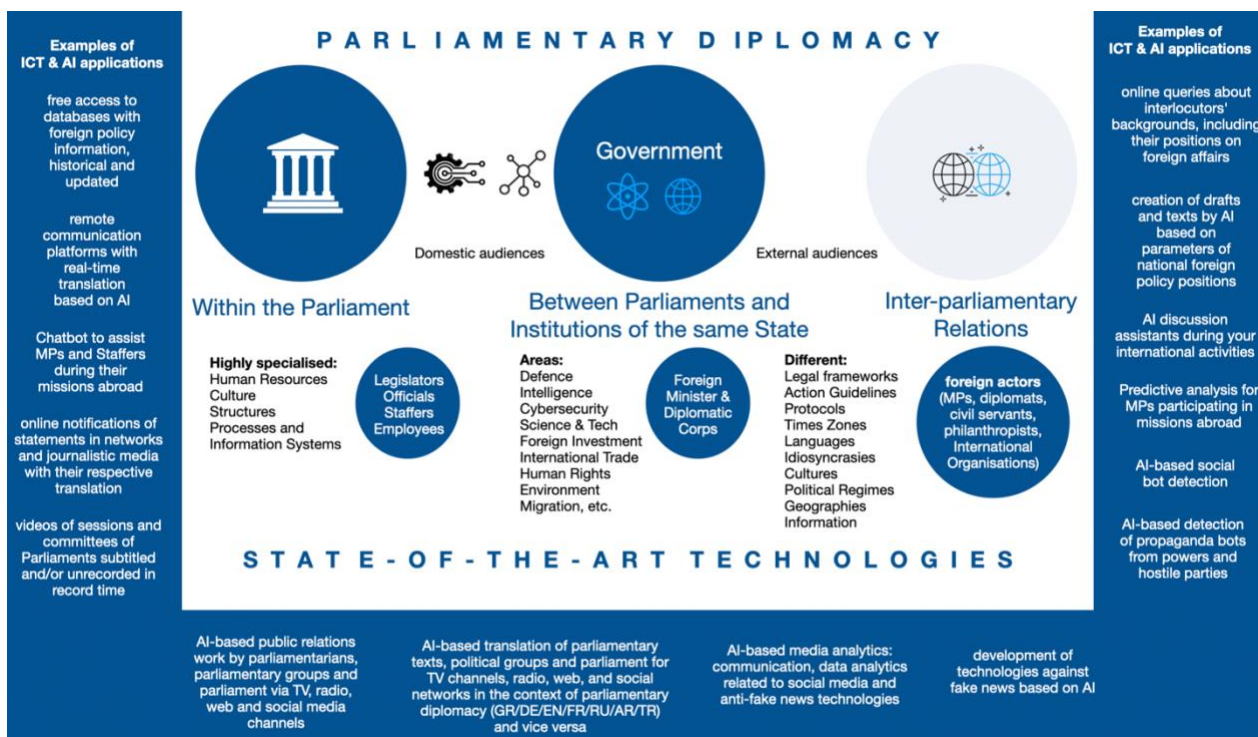 PARLIAMENTARY DIPLOMACY
Examples of
ICT & AI applications
free access to
databases with
foreign policy
information,
historical and
updated
remote
communication
platforms with
real-time
translation
based on AI
Chatbot to assist
MPs and Staffers
during their
missions abroad
online notifications of
statements in networks
and journalistic media
with their respective
translation
videos of sessions and
committees of
Parliaments subtitled
and/or unrecorded in
record time
Government
Domestic audiences
External audiences
Within the Parliament
Highly specialised:
Human Resources
Culture
Structures
Processes and
Information Systems
Legislators
Officials
Staffers
Employees
Between Parliaments and
Institutions of the same State
Areas:
Defence
Intelligence
Cybersecurity
Science & Tech
Foreign Investment
International Trade
Human Rights
Environment
Migration, etc.
Foreign
Minister &
Diplomatic
Corps
Inter-parliamentary
Relations
Different:
Legal frameworks
Action Guidelines
Protocols
Times Zones
Languages
Idiosyncrasies
Cultures
Political Regimes
Geographies
Information
foreign actors
(MPs, diplomats,
civil servants,
philanthropists,
International
Organisations)
Examples of
ICT & AI applications
online queries about
interlocutors'
backgrounds, including
their positions on
foreign affairs
creation of drafts
and texts by AI
based on
parameters of
national foreign
policy positions
AI discussion
assistants during your
international activities
Predictive analysis for
MPs participating in
missions abroad
AI-based social
bot detection
AI-based detection
of propaganda bots
from powers and
hostile parties
STATE-OF-THE-ART TECHNOLOGIES
AI-based public relations
work by parliamentarians,
parliamentary groups and
parliament via TV, radio,
web and social media
channels
AI-based translation of parliamentary
texts, political groups and parliament for
TV channels, radio, web, and social
networks in the context of parliamentary
diplomacy (GR/DE/EN/FR/RU/AR/TR)
and vice versa
AI-based media analytics:
communication, data analytics
related to social media and
anti-fake news technologies
development of
technologies against
fake news based on AI